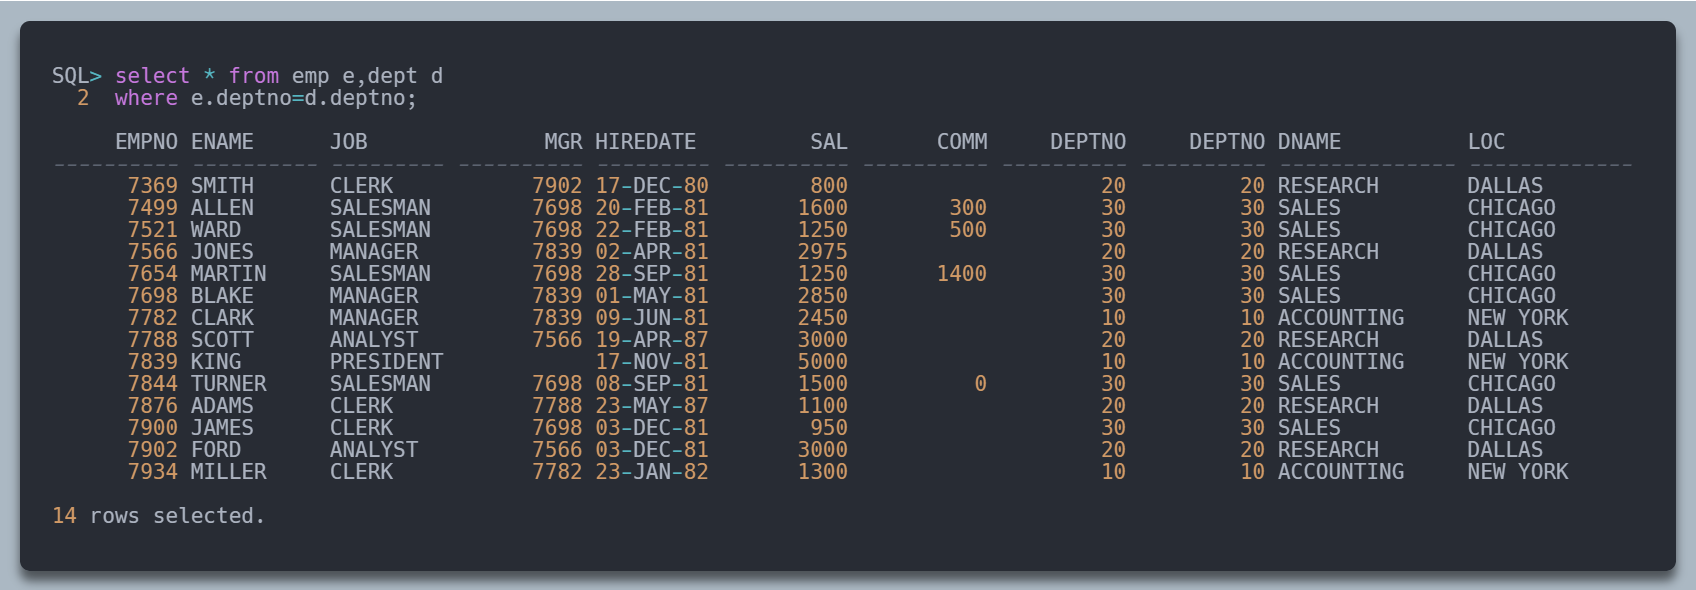 SQL> select * from emp e,dept d
  2  where e.deptno=d.deptno;

     EMPNO ENAME      JOB              MGR HIREDATE         SAL       COMM     DEPTNO     DEPTNO DNAME          LOC
---------- ---------- --------- ---------- --------- ---------- ---------- ---------- ---------- -------------- -------------
      7369 SMITH      CLERK           7902 17-DEC-80        800                    20         20 RESEARCH       DALLAS
      7499 ALLEN      SALESMAN        7698 20-FEB-81       1600        300         30         30 SALES          CHICAGO
      7521 WARD       SALESMAN        7698 22-FEB-81       1250        500         30         30 SALES          CHICAGO
      7566 JONES      MANAGER         7839 02-APR-81       2975                    20         20 RESEARCH       DALLAS
      7654 MARTIN     SALESMAN        7698 28-SEP-81       1250       1400         30         30 SALES          CHICAGO
      7698 BLAKE      MANAGER         7839 01-MAY-81       2850                    30         30 SALES          CHICAGO
      7782 CLARK      MANAGER         7839 09-JUN-81       2450                    10         10 ACCOUNTING     NEW YORK
      7788 SCOTT      ANALYST         7566 19-APR-87       3000                    20         20 RESEARCH       DALLAS
      7839 KING       PRESIDENT            17-NOV-81       5000                    10         10 ACCOUNTING     NEW YORK
      7844 TURNER     SALESMAN        7698 08-SEP-81       1500          0         30         30 SALES          CHICAGO
      7876 ADAMS      CLERK           7788 23-MAY-87       1100                    20         20 RESEARCH       DALLAS
      7900 JAMES      CLERK           7698 03-DEC-81        950                    30         30 SALES          CHICAGO
      7902 FORD       ANALYST         7566 03-DEC-81       3000                    20         20 RESEARCH       DALLAS
      7934 MILLER     CLERK           7782 23-JAN-82       1300                    10         10 ACCOUNTING     NEW YORK

14 rows selected.